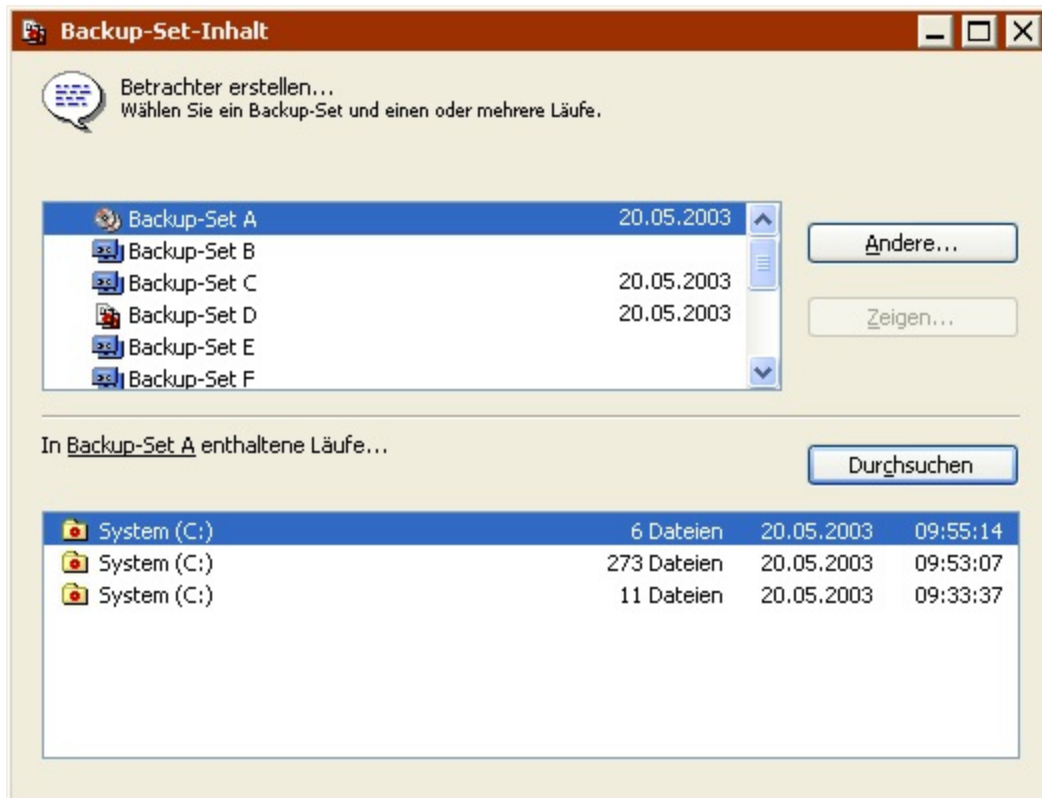 Backup-Set-Inhalt
Betrachter erstellen...
Wählen Sie ein Backup-Set und einen oder mehrere Läufe.
Backup-Set A 20.05.2003
Backup-Set B
Backup-Set C 20.05.2003
Backup-Set D 20.05.2003
Backup-Set E
Backup-Set F
Andere...
Zeigen...
In Backup-Set A enthaltene Läufe...
Durchsuchen
System (C:) 6 Dateien 20.05.2003 09:55:14
System (C:) 273 Dateien 20.05.2003 09:53:07
System (C:) 11 Dateien 20.05.2003 09:33:37